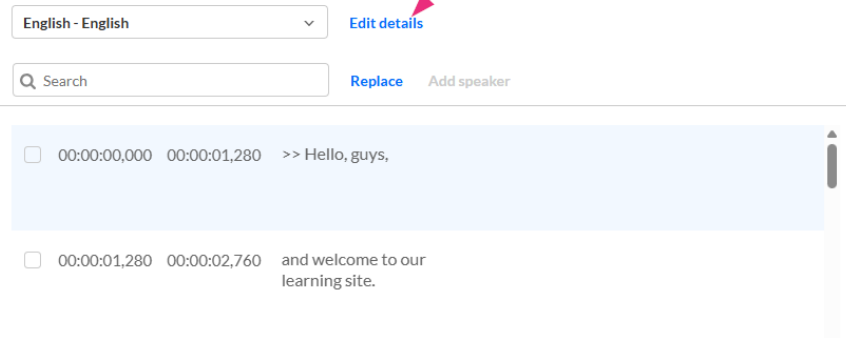 English - English
Edit details
Search
Replace
Add speaker
00:00:00,000 00:00:01,280 >> Hello, guys,
00:00:01,280 00:00:02,760 and welcome to our
learning site.